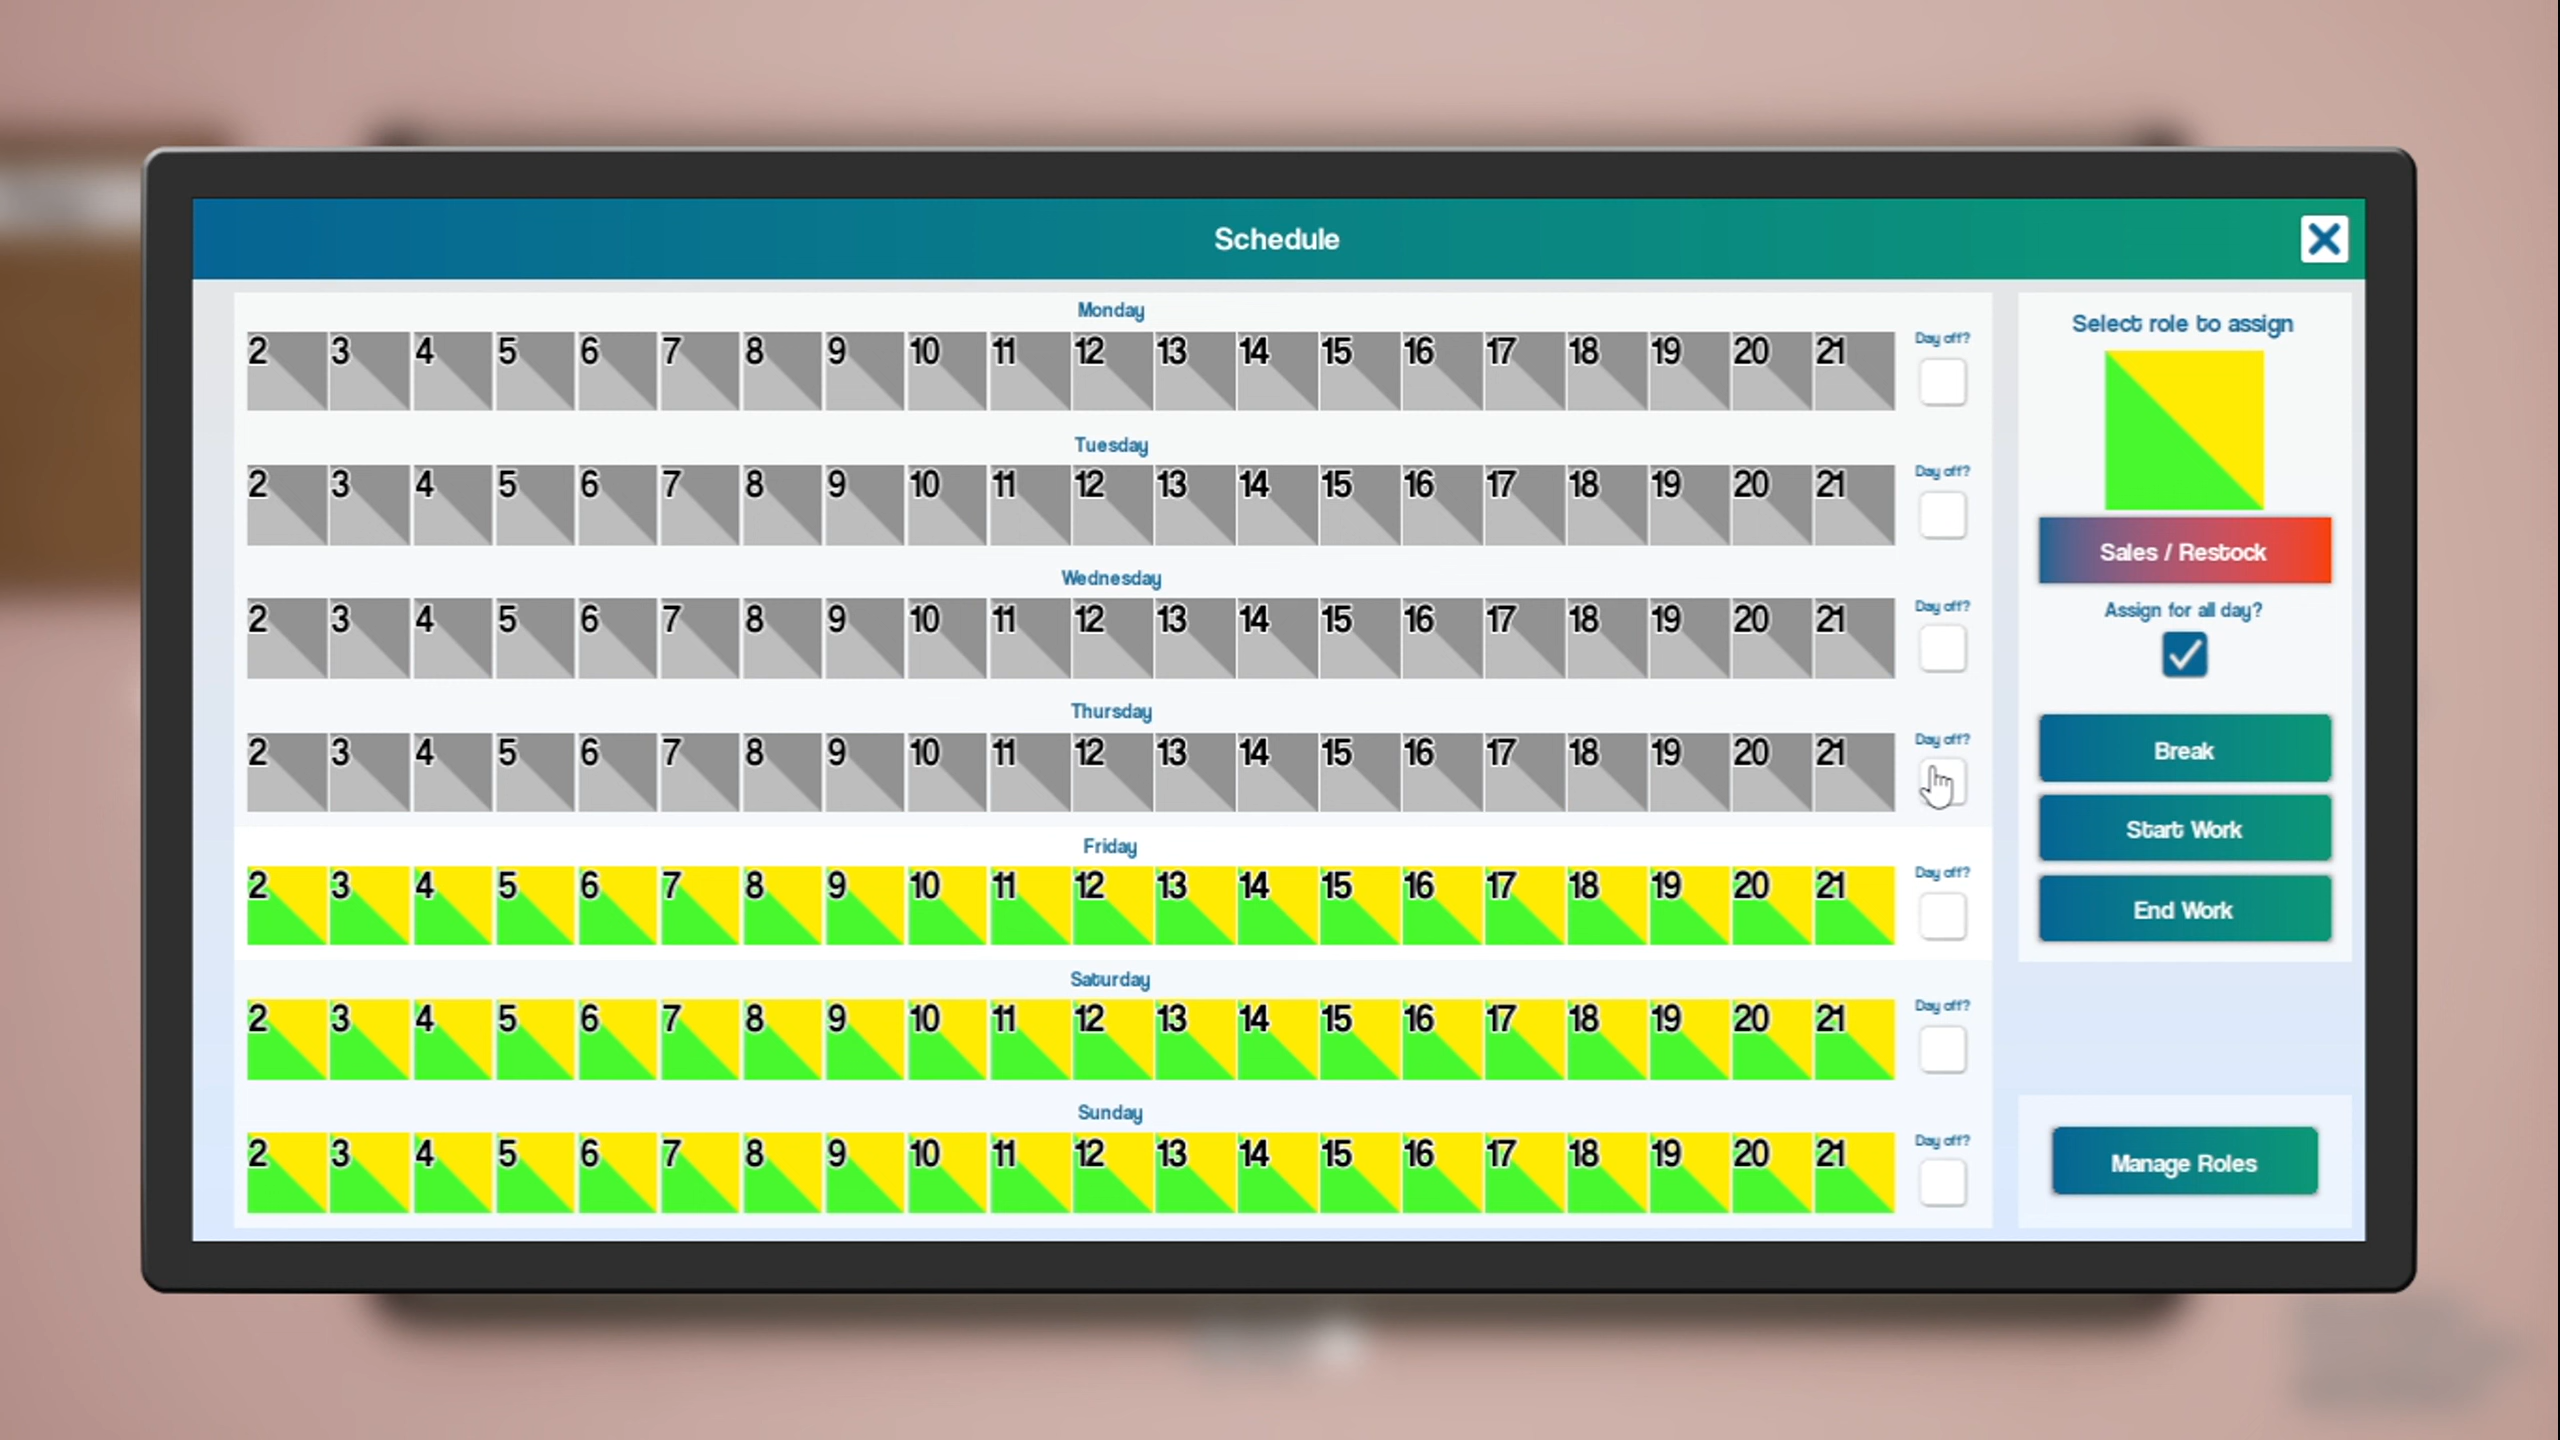 Schedule
Monday
2 3 4 5 6 7 8 9 10 11 12 13 14 15 16 17 18 19 20 21
Day off?
Tuesday
2 3 4 5 6 7 8 9 10 11 12 13 14 15 16 17 18 19 20 21
Day off?
Wednesday
2 3 4 5 6 7 8 9 10 11 12 13 14 15 16 17 18 19 20 21
Day off?
Thursday
2 3 4 5 6 7 8 9 10 11 12 13 14 15 16 17 18 19 20 21
Day off?
Friday
2 3 4 5 6 7 8 9 10 11 12 13 14 15 16 17 18 19 20 21
Day off?
Saturday
2 3 4 5 6 7 8 9 10 11 12 13 14 15 16 17 18 19 20 21
Day off?
Sunday
2 3 4 5 6 7 8 9 10 11 12 13 14 15 16 17 18 19 20 21
Day off?
Select role to assign
Sales / Restock
Assign for all day?
Break
Start Work
End Work
Manage Roles